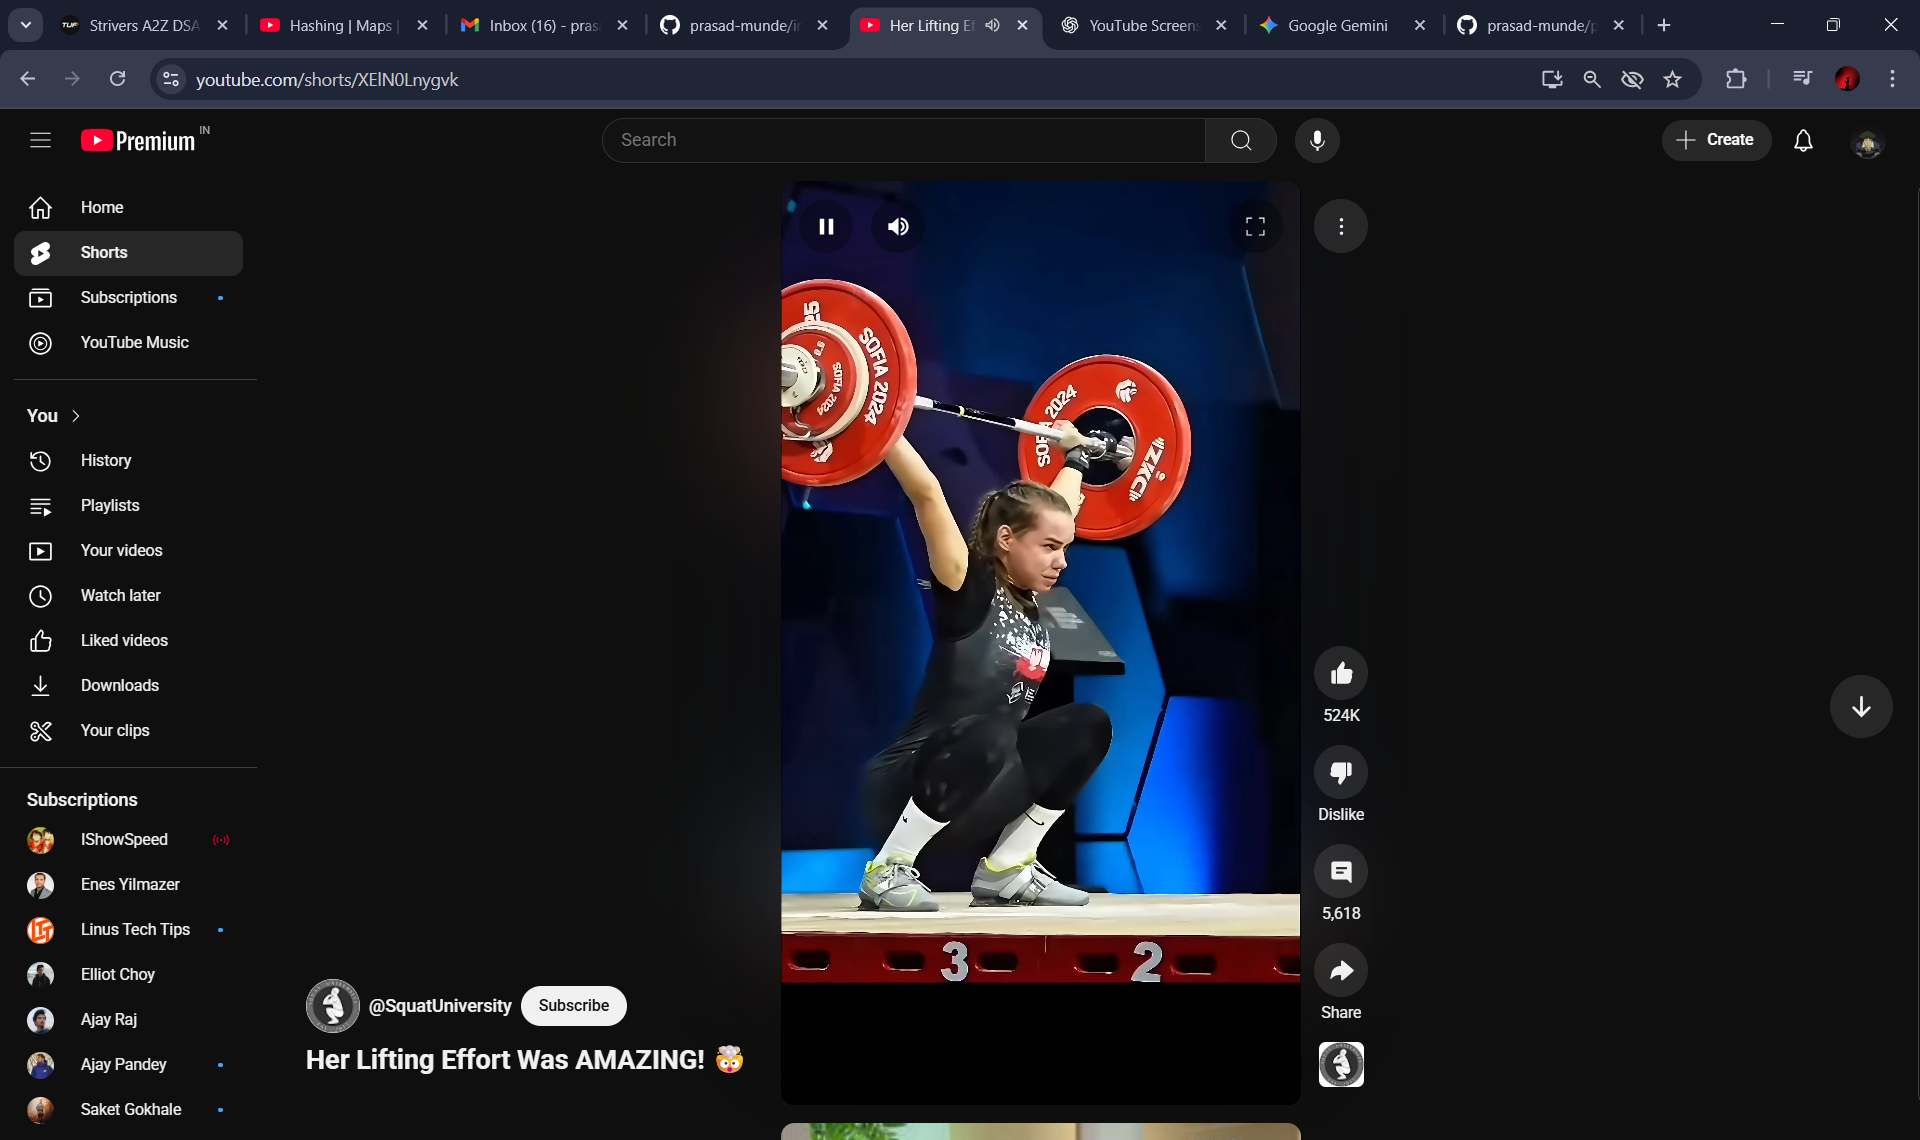 Strivers A2Z DSA
Hashing | Maps |
Inbox (16) - pras
prasad-munde/i
Her Lifting Ef
YouTube Screens
Google Gemini
prasad-munde/p
youtube.com/shorts/XElN0Lnygvk
Premium IN
Search
Create
Home
Shorts
Subscriptions
YouTube Music
You
History
Playlists
Your videos
Watch later
Liked videos
Downloads
Your clips
Subscriptions
IShowSpeed
Enes Yilmazer
Linus Tech Tips
Elliot Choy
Ajay Raj
Ajay Pandey
Saket Gokhale
25
SOFIA 2024
SOFIA 2024
SOFIA 2024
ZKC
3
2
524K
Dislike
5,618
Share
@SquatUniversity
Subscribe
Her Lifting Effort Was AMAZING! 🤯